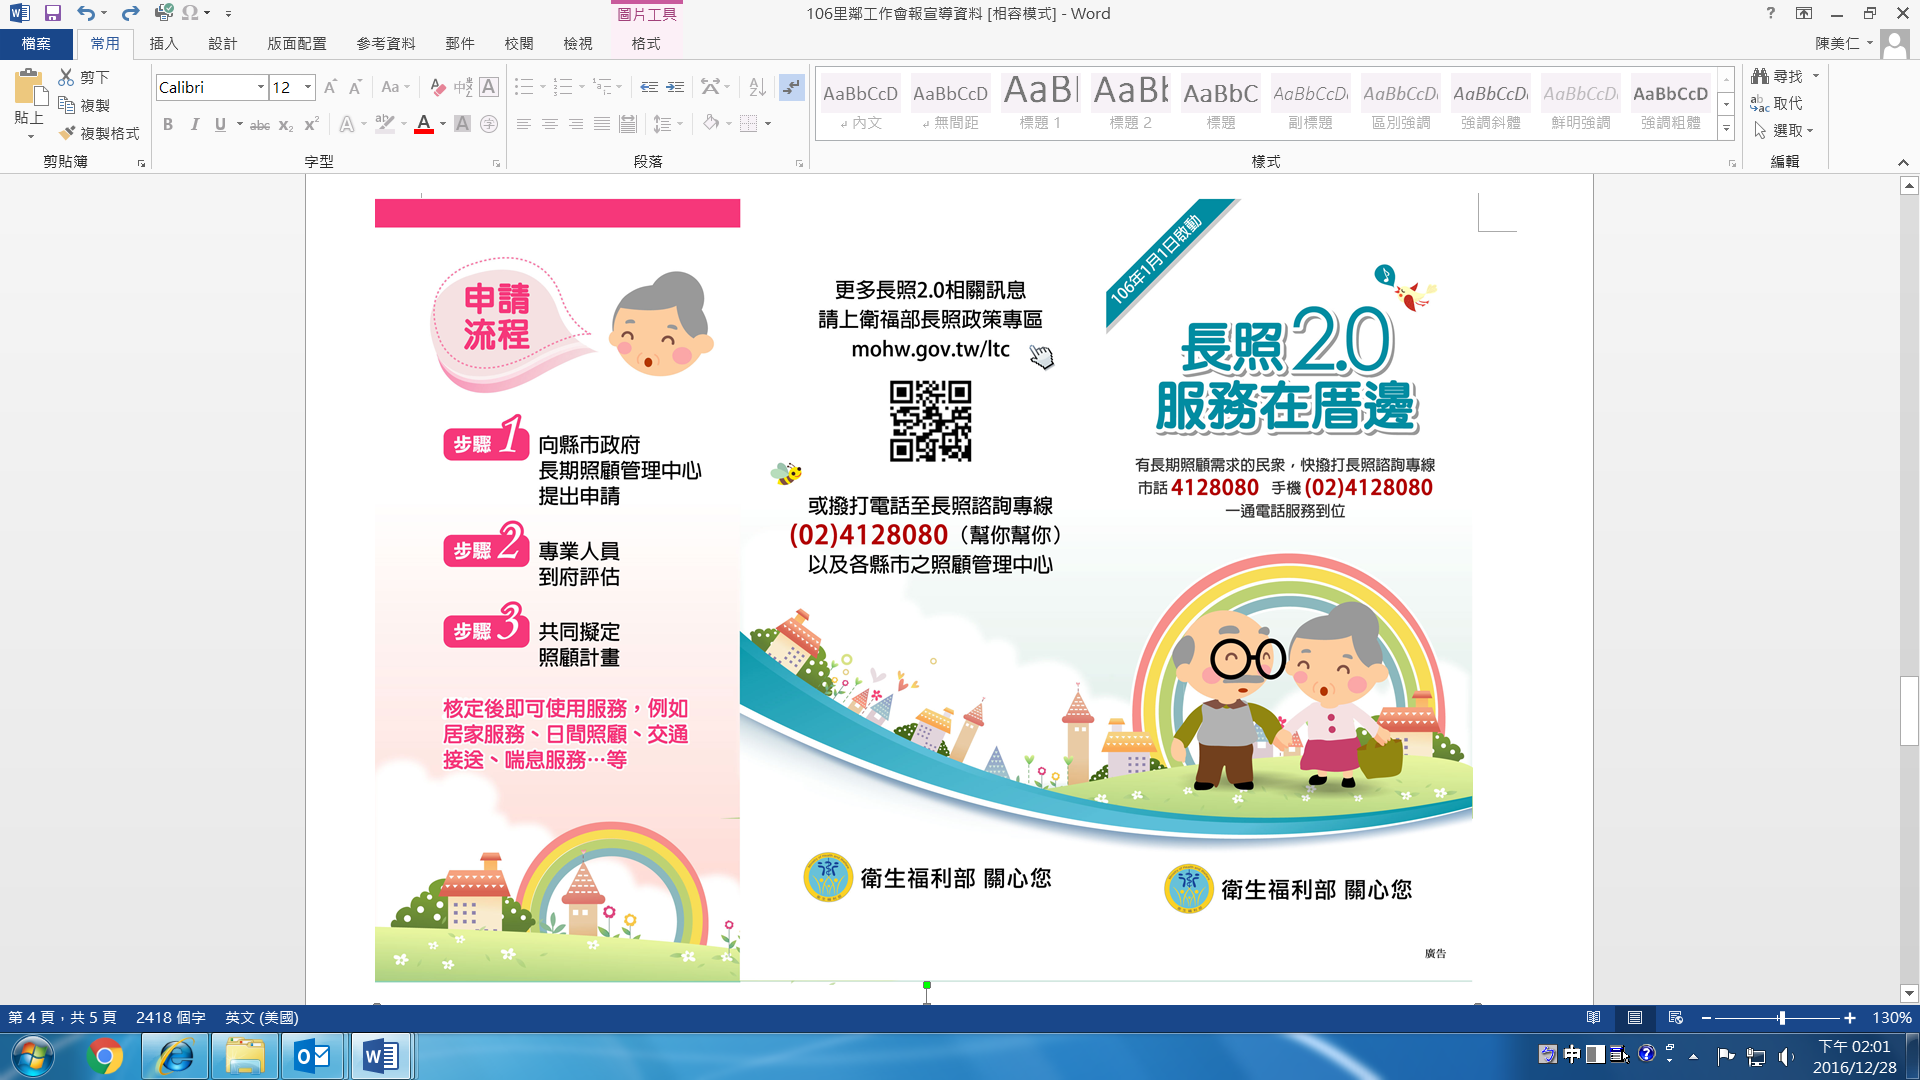 106里鄰工作會報宣導資料 [相容模式] - Word
圖片工具
檔案
常用
插入
設計
版面配置
參考資料
郵件
校閱
檢視
格式
陳美仁
貼上
剪下
複製
複製格式
剪貼簿
Calibri
12
字型
段落
AaBbCcD
內文
AaBbCcD
無間距
AaBl
標題 1
AaBb
標題 2
AaBbC
標題
AaBbCcD
副標題
AaBbCcD
區別強調
AaBbCcD
強調斜體
AaBbCcD
鮮明強調
AaBbCcD
強調粗體
樣式
尋找
取代
選取
編輯
申請
流程
步驟1
向縣市政府
長期照顧管理中心
提出申請
步驟2
專業人員
到府評估
步驟3
共同擬定
照顧計畫
核定後即可使用服務,例如
居家服務、日間照顧、交通
接送、喘息服務…等
更多長照2.0相關訊息
請上衛福部長照政策專區
mohw.gov.tw/ltc
或撥打電話至長照諮詢專線
(02)4128080(幫你幫你)
以及各縣市之照顧管理中心
衛生福利部 關心您
106年1月1日啟動
長照2.0
服務在厝邊
有長期照顧需求的民眾,快撥打長照諮詢專線
市話 4128080 手機 (02)4128080
一通電話服務到位
衛生福利部 關心您
廣告
第 4 頁,共 5 頁
2418 個字
英文 (美國)
130%
中
下午 02:01
2016/12/28